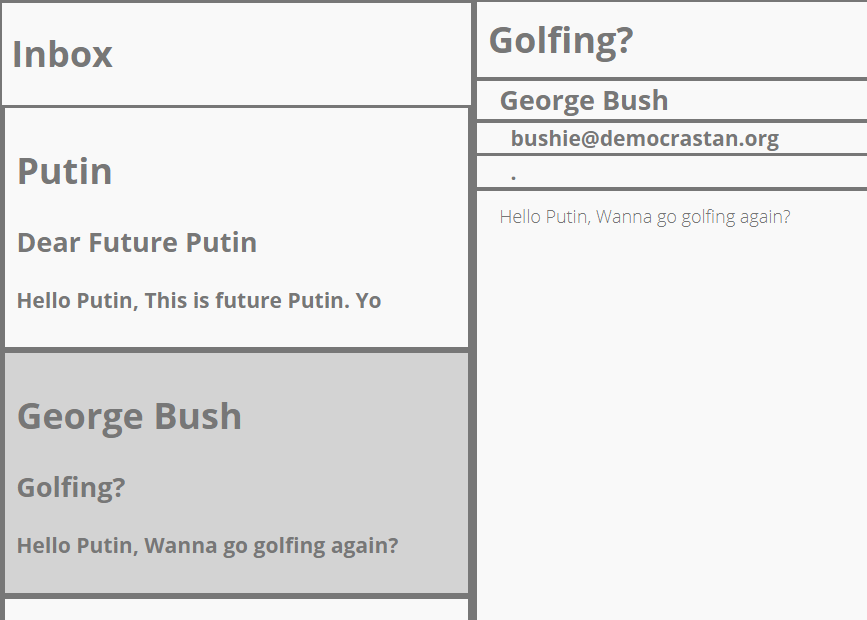 Inbox
Putin
Dear Future Putin
Hello Putin, This is future Putin. Yo
George Bush
Golfing?
Hello Putin, Wanna go golfing again?
Golfing?
George Bush
bushie@democrastan.org
.
Hello Putin, Wanna go golfing again?